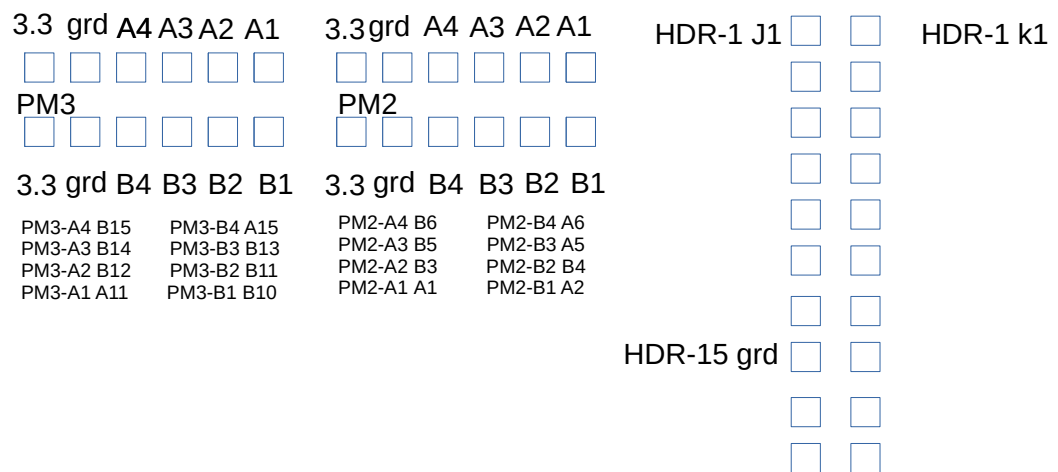 3.3 grd A4 A3 A2 A1
PM3
3.3 grd B4 B3 B2 B1
PM3-A4 B15 PM3-B4 A15
PM3-A3 B14 PM3-B3 B13
PM3-A2 B12 PM3-B2 B11
PM3-A1 A11 PM3-B1 B10
3.3 grd A4 A3 A2 A1
PM2
3.3 grd B4 B3 B2 B1
PM2-A4 B6 PM2-B4 A6
PM2-A3 B5 PM2-B3 A5
PM2-A2 B3 PM2-B2 B4
PM2-A1 A1 PM2-B1 A2
HDR-1 J1 HDR-1 k1
HDR-15 grd